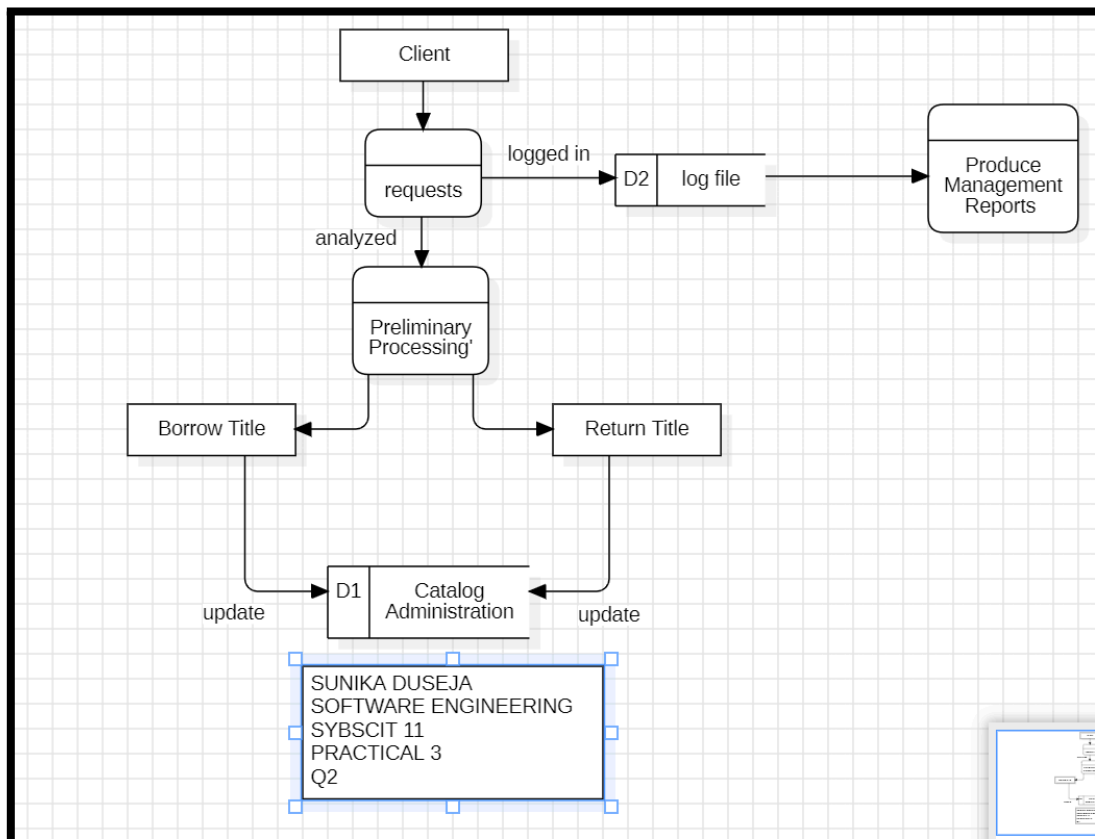 Client
requests
logged in
D2
log file
Produce
Management
Reports
analyzed
Preliminary
Processing'
Borrow Title
Return Title
D1
Catalog
Administration
update
update
SUNIKA DUSEJA
SOFTWARE ENGINEERING
SYBSCIT 11
PRACTICAL 3
Q2